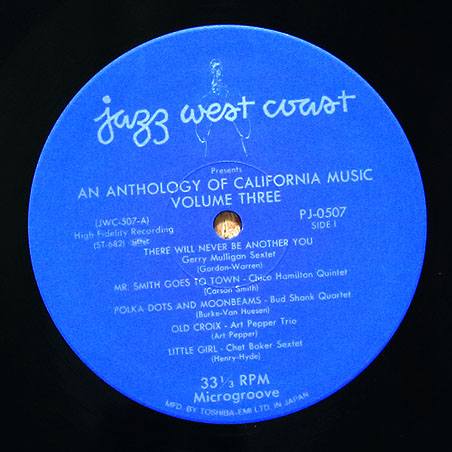 jazz west coast
Presents
AN ANTHOLOGY OF CALIFORNIA MUSIC
VOLUME THREE
(JWC-507-A)
High Fidelity Recording
(ST-682)
PJ-0507
SIDE 1
THERE WILL NEVER BE ANOTHER YOU
Gerry Mulligan Sextet
(Gordon-Warren)
MR. SMITH GOES TO TOWN - Chico Hamilton Quintet
(Carson Smith)
POLKA DOTS AND MOONBEAMS - Bud Shank Quartet
(Burke-Van Huesen)
OLD CROIX - Art Pepper Trio
(Art Pepper)
LITTLE GIRL - Chet Baker Sextet
(Henry-Hyde)
33 1/3 RPM
Microgroove
MFD. BY TOSHIBA-EMI LTD. IN JAPAN